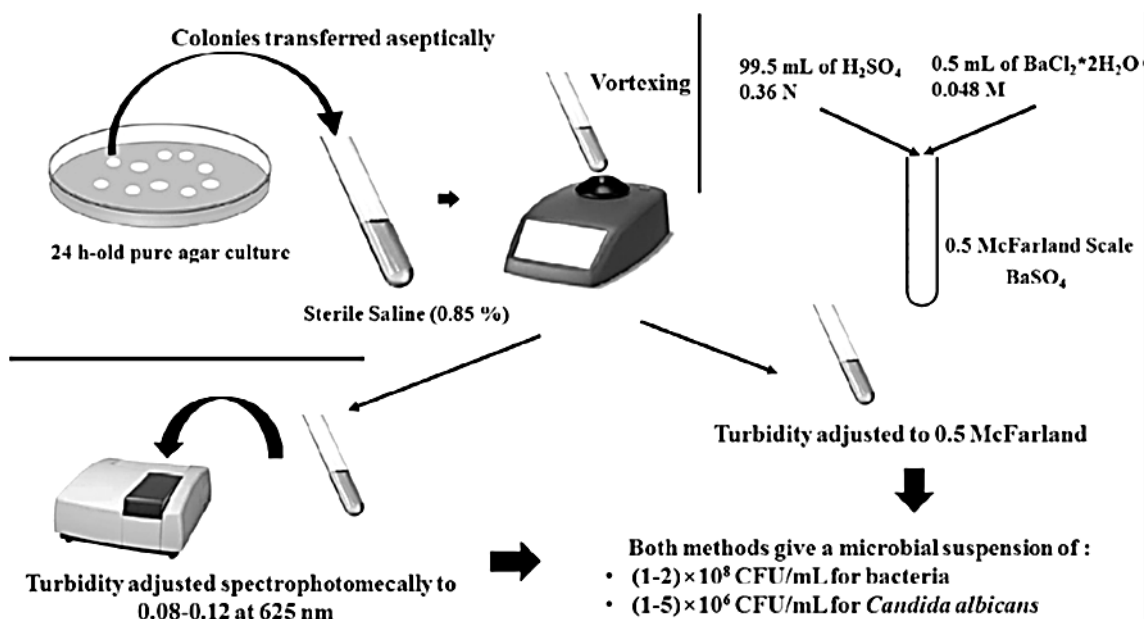 Colonies transferred aseptically
24 h-old pure agar culture
Sterile Saline (0.85 %)
Vortexing
99.5 mL of H₂SO₄
0.36 N
0.5 mL of BaCl₂*2H₂O
0.048 M
0.5 McFarland Scale
BaSO₄
Turbidity adjusted spectrophotomecally to
0.08-0.12 at 625 nm
Turbidity adjusted to 0.5 McFarland
Both methods give a microbial suspension of :
• (1-2)×10⁸ CFU/mL for bacteria
• (1-5)×10⁶ CFU/mL for Candida albicans